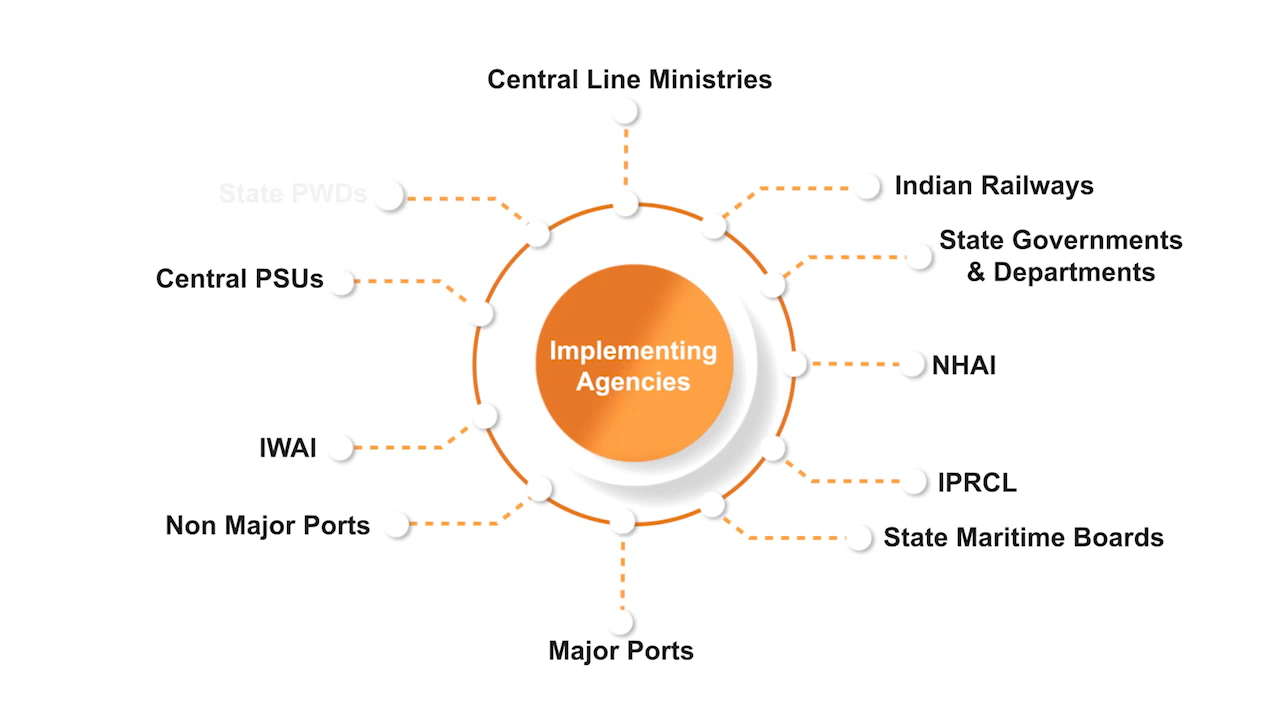 Central Line Ministries
State PWDs
Indian Railways
State Governments
& Departments
Central PSUs
Implementing
Agencies
NHAI
IWAI
IPRCL
Non Major Ports
State Maritime Boards
Major Ports